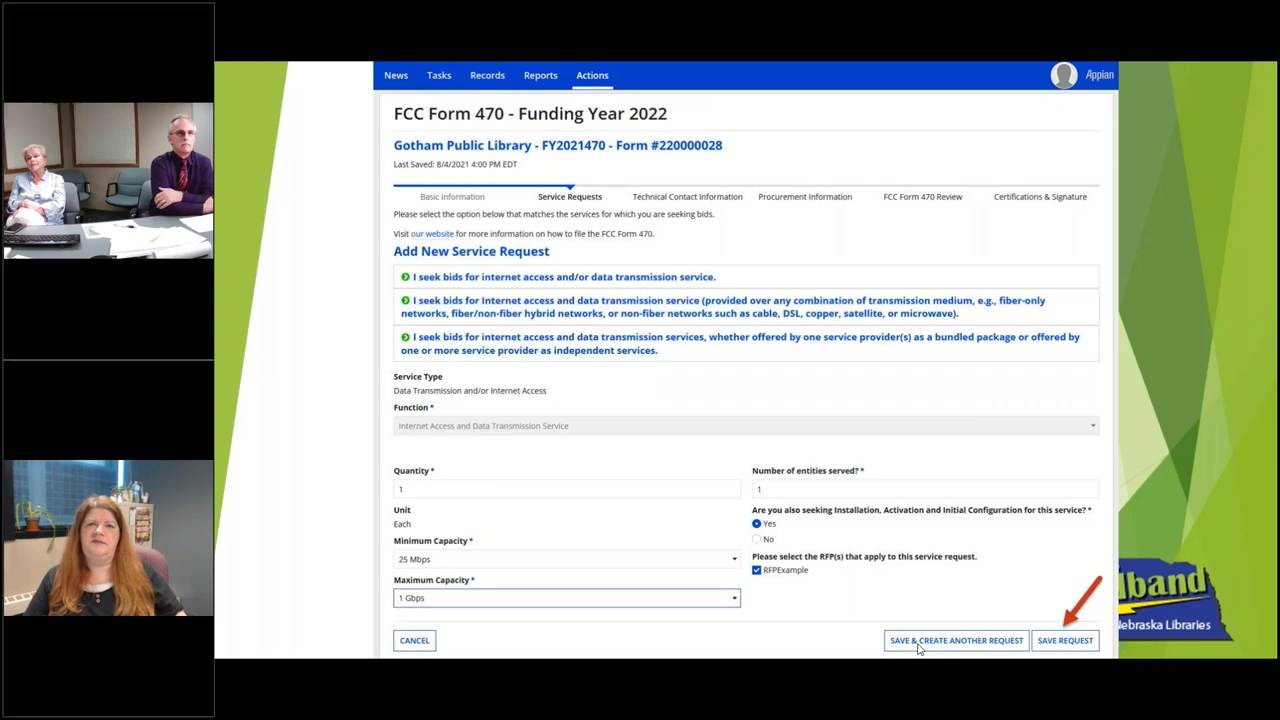 News Tasks Records Reports Actions Appian
FCC Form 470 - Funding Year 2022
Gotham Public Library - FY2021470 - Form #220000028
Last Saved: 8/4/2021 4:00 PM EDT
Basic Information Service Requests Technical Contact Information Procurement Information FCC Form 470 Review Certifications & Signature
Please select the option below that matches the services for which you are seeking bids.
Visit our website for more information on how to file the FCC Form 470.
Add New Service Request
I seek bids for internet access and/or data transmission service.
I seek bids for Internet access and data transmission service (provided over any combination of transmission medium, e.g., fiber-only
networks, fiber/non-fiber hybrid networks, or non-fiber networks such as cable, DSL, copper, satellite, or microwave).
I seek bids for internet access and data transmission services, whether offered by one service provider(s) as a bundled package or offered by
one or more service provider as independent services.
Service Type
Data Transmission and/or Internet Access
Function *
Internet Access and Data Transmission Service
Quantity *
1
Unit
Each
Minimum Capacity *
25 Mbps
Maximum Capacity *
1 Gbps
Number of entities served? *
1
Are you also seeking Installation, Activation and Initial Configuration for this service? *
Yes
No
Please select the RFP(s) that apply to this service request.
RFPExample
CANCEL SAVE & CREATE ANOTHER REQUEST SAVE REQUEST
lband
Nebraska Libraries